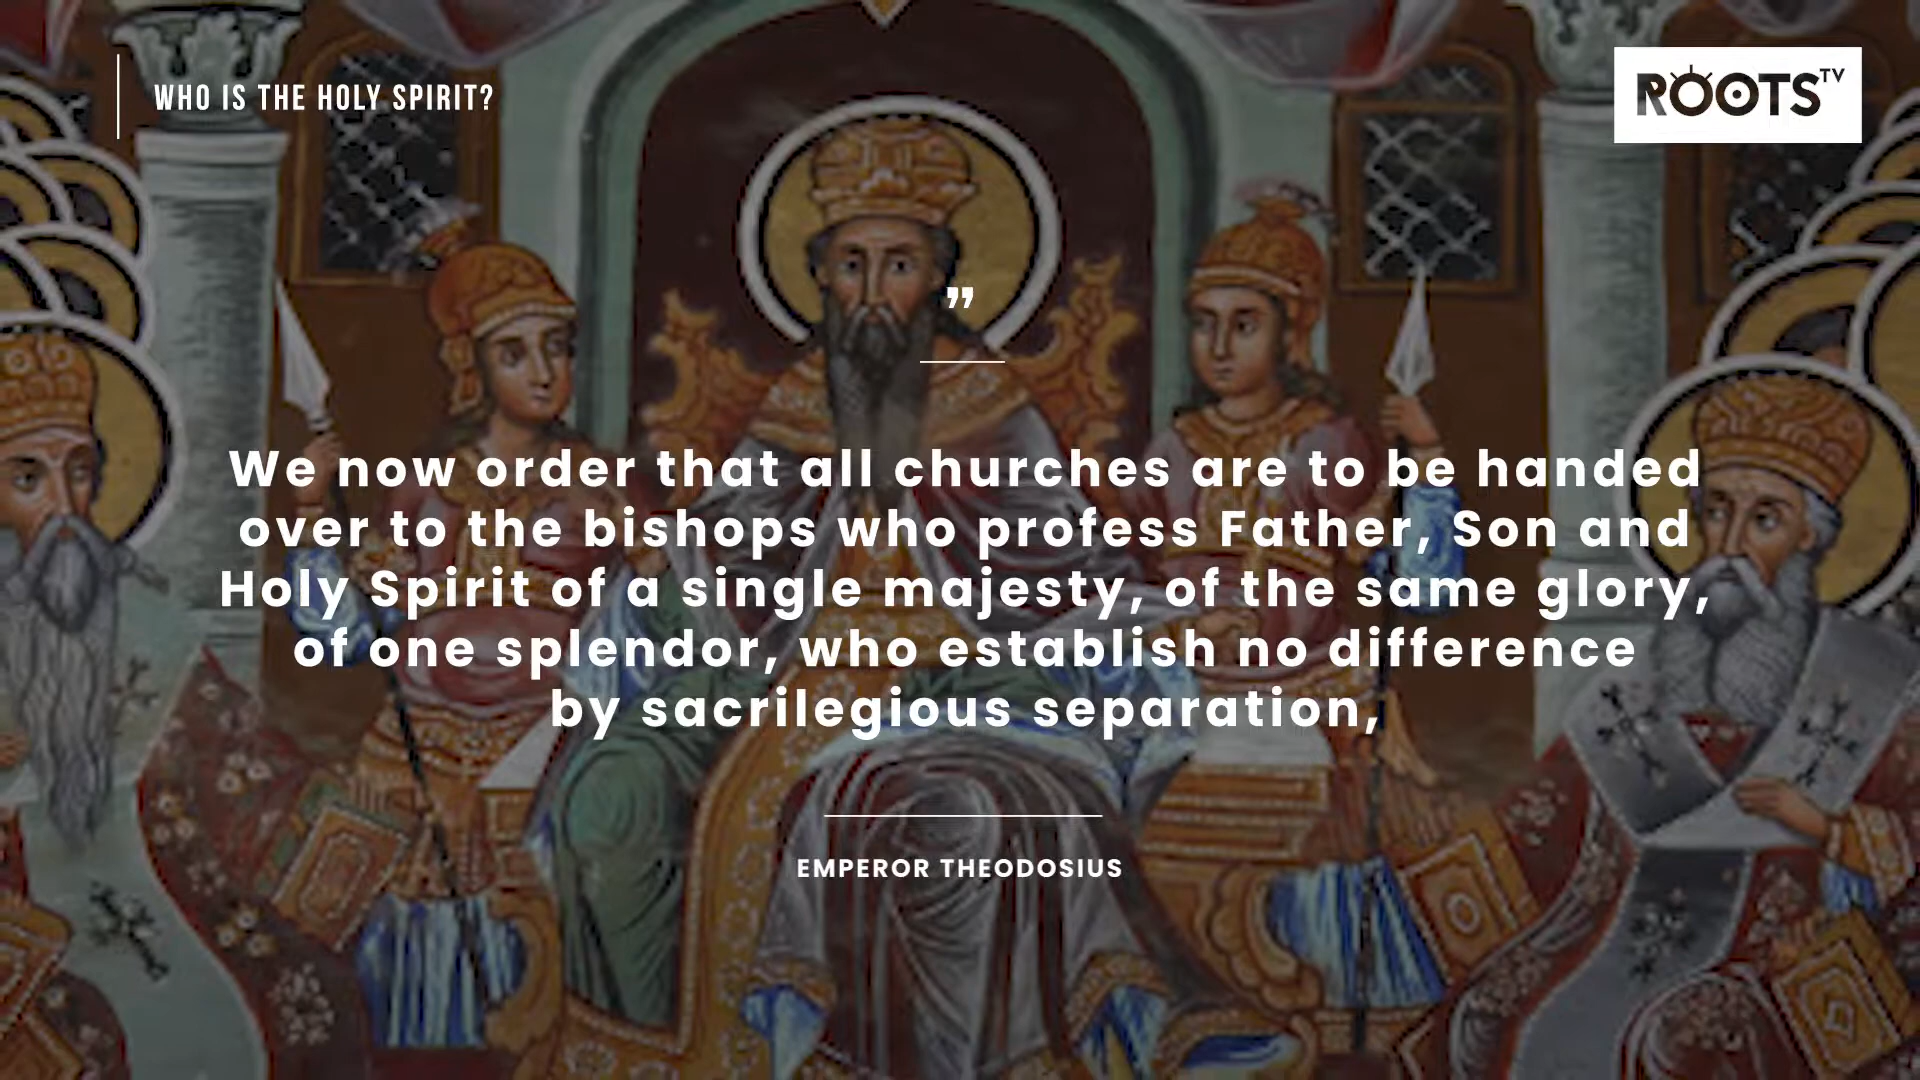 WHO IS THE HOLY SPIRIT?
ROOTS TV
”
We now order that all churches are to be handed
over to the bishops who profess Father, Son and
Holy Spirit of a single majesty, of the same glory,
of one splendor, who establish no difference
by sacrilegious separation,
EMPEROR THEODOSIUS